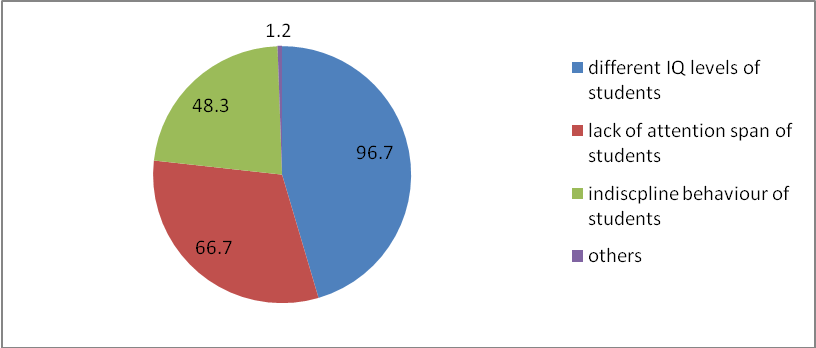 1.2
48.3
96.7
66.7
different IQ levels of
students
lack of attention span of
students
indiscpline behaviour of
students
others